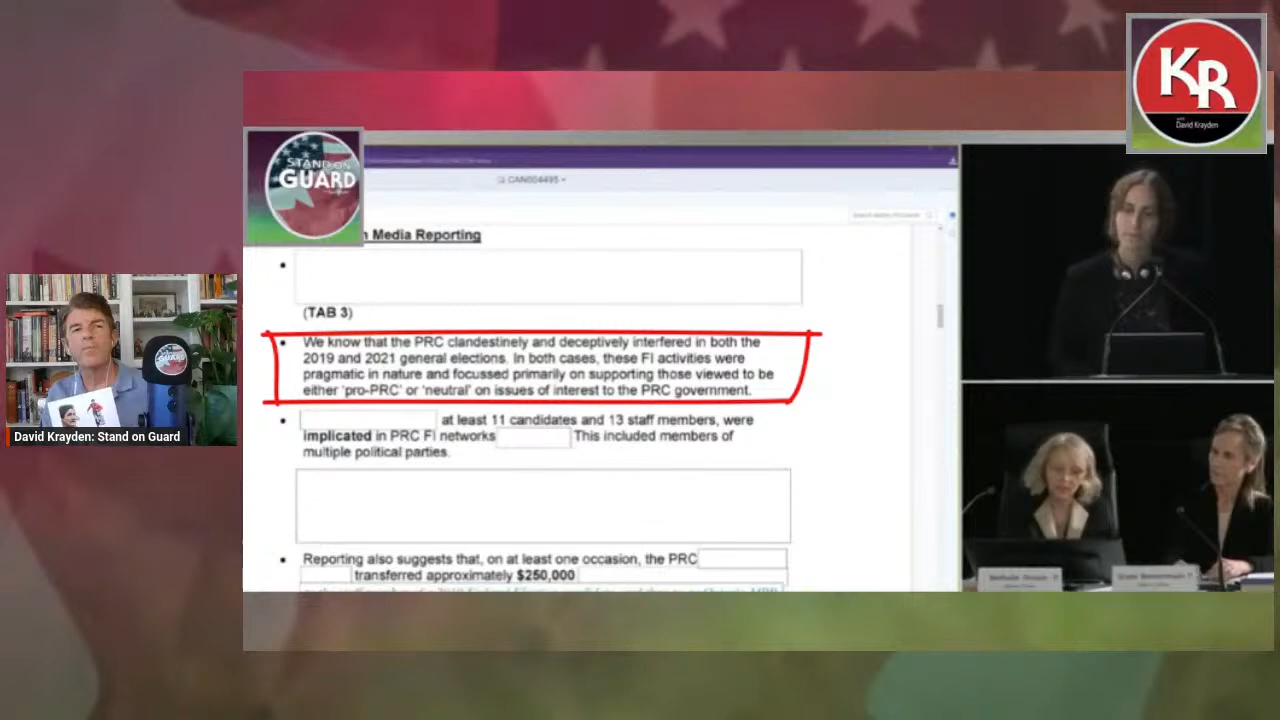 KR
with
David Krayden
STAND ON
GUARD
CAN004495
Media Reporting
(TAB 3)
• We know that the PRC clandestinely and deceptively interfered in both the
2019 and 2021 general elections. In both cases, these FI activities were
pragmatic in nature and focussed primarily on supporting those viewed to be
either 'pro-PRC' or 'neutral' on issues of interest to the PRC government.
• at least 11 candidates and 13 staff members, were
implicated in PRC FI networks This included members of
multiple political parties.
• Reporting also suggests that, on at least one occasion, the PRC
transferred approximately $250,000
STAND ON
GUARD
David Krayden: Stand on Guard